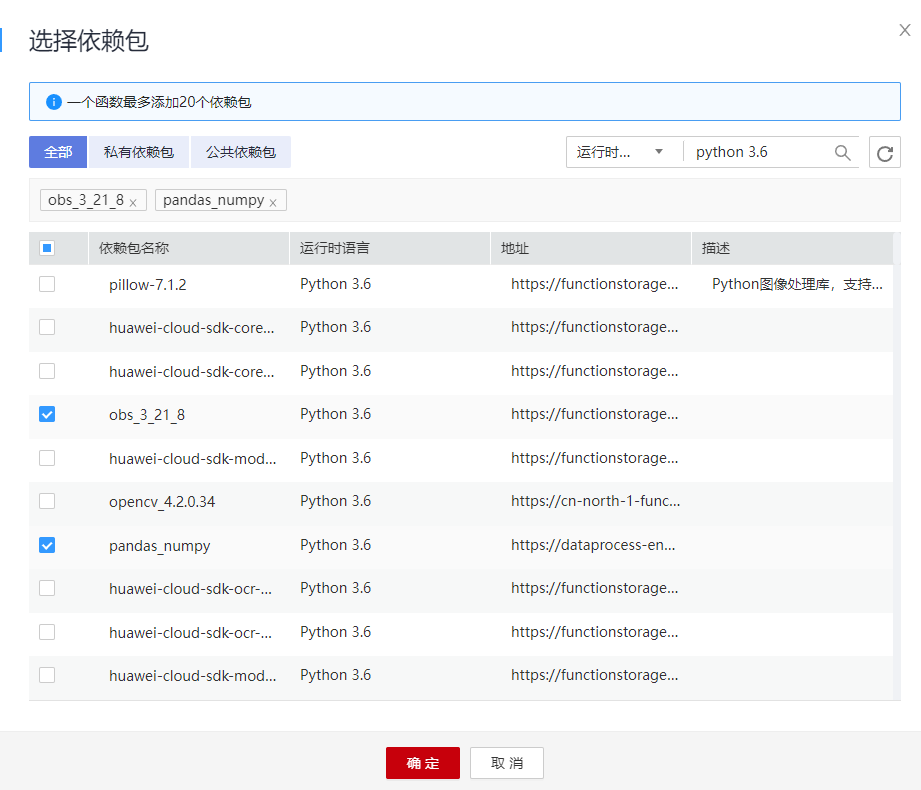 选择依赖包
一个函数最多添加20个依赖包
全部 私有依赖包 公共依赖包 运行时... python 3.6
obs_3_21_8 x pandas_numpy x
依赖包名称 运行时语言 地址 描述
pillow-7.1.2 Python 3.6 https://functionstorage... Python图像处理库，支持...
huawei-cloud-sdk-core... Python 3.6 https://functionstorage...
huawei-cloud-sdk-core... Python 3.6 https://functionstorage...
obs_3_21_8 Python 3.6 https://functionstorage...
huawei-cloud-sdk-mod... Python 3.6 https://functionstorage...
opencv_4.2.0.34 Python 3.6 https://cn-north-1-func...
pandas_numpy Python 3.6 https://dataprocess-en...
huawei-cloud-sdk-ocr-... Python 3.6 https://functionstorage...
huawei-cloud-sdk-ocr-... Python 3.6 https://functionstorage...
huawei-cloud-sdk-mod... Python 3.6 https://functionstorage...
确定 取消